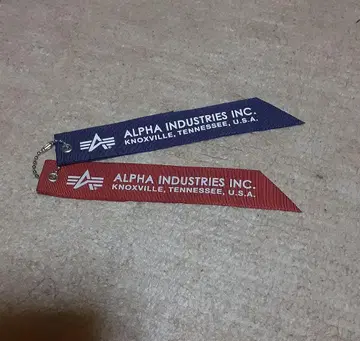 ALPHA INDUSTRIES INC.
KNOXVILLE, TENNESSEE, U.S.A.
ALPHA INDUSTRIES INC.
KNOXVILLE, TENNESSEE, U.S.A.